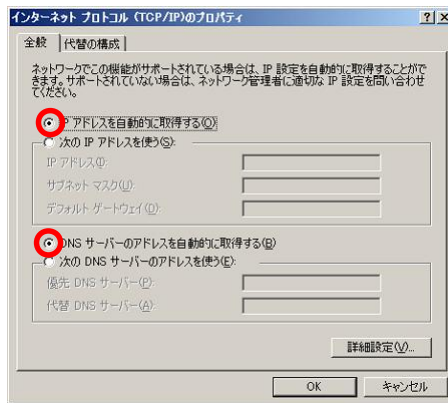 インターネット プロトコル (TCP/IP)のプロパティ
全般
代替の構成
ネットワークでこの機能がサポートされている場合は、IP 設定を自動的に取得することがで
きます。サポートされていない場合は、ネットワーク管理者に適切な IP 設定を問い合わせ
てください。
IP アドレスを自動的に取得する(O)
次の IP アドレスを使う(S):
IP アドレス(I):
サブネット マスク(U):
デフォルト ゲートウェイ(D):
DNS サーバーのアドレスを自動的に取得する(B)
次の DNS サーバーのアドレスを使う(E):
優先 DNS サーバー(P):
代替 DNS サーバー(A):
詳細設定(V)...
OK
キャンセル